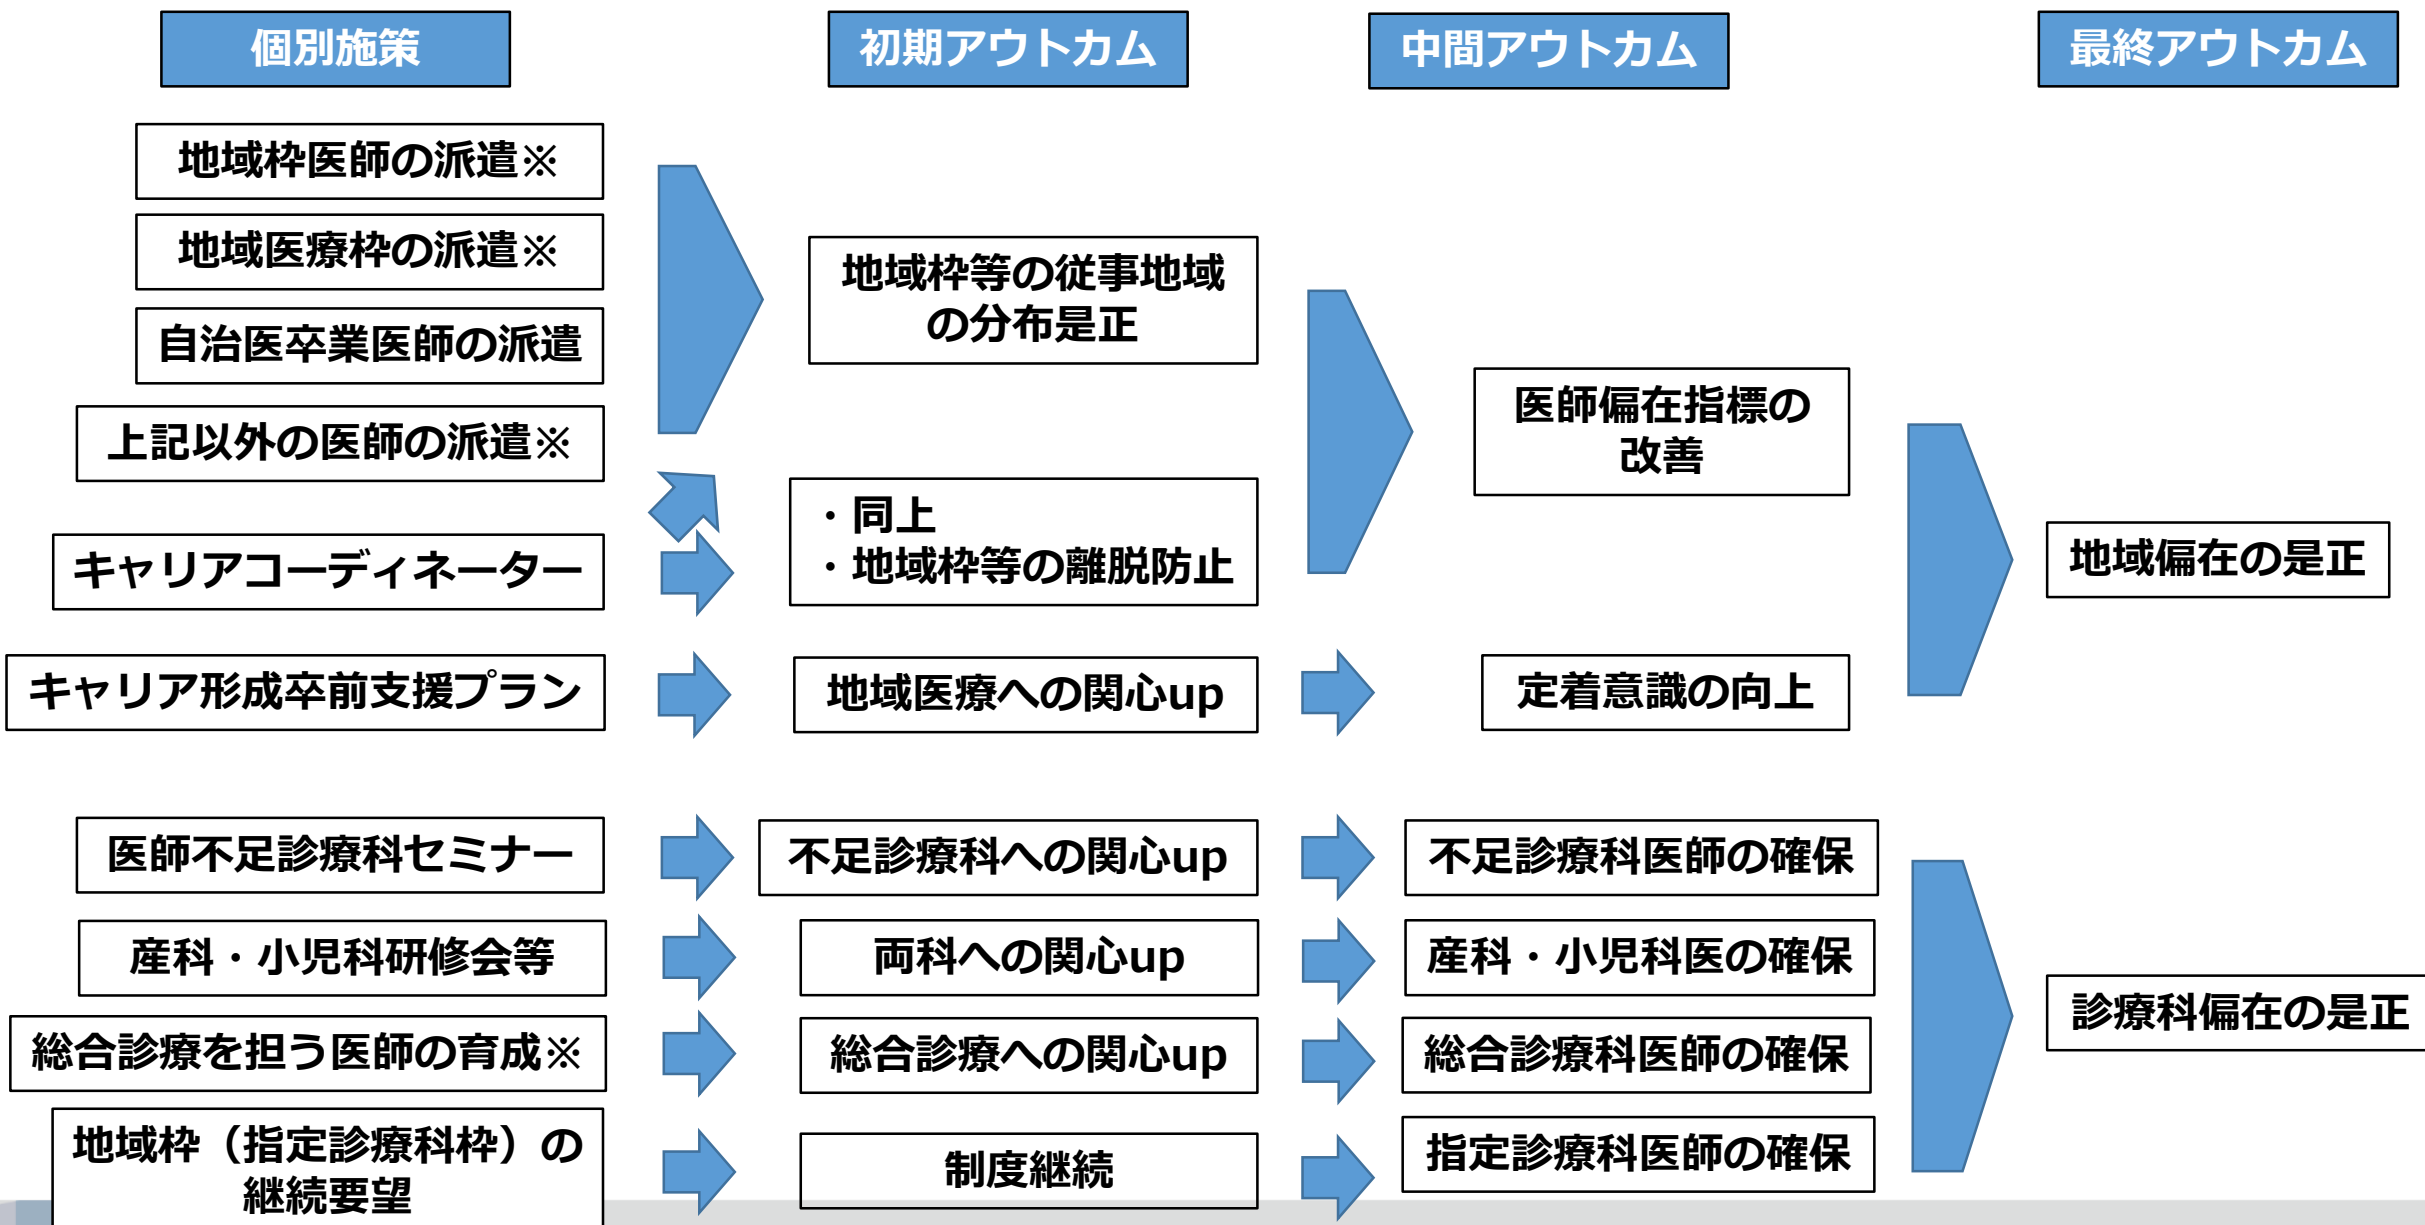 個別施策
初期アウトカム
中間アウトカム
最終アウトカム
地域枠医師の派遣※
地域医療枠の派遣※
自治医卒業医師の派遣
上記以外の医師の派遣※
地域枠等の従事地域
の分布是正
医師偏在指標の
改善
キャリアコーディネーター
・同上
・地域枠等の離脱防止
地域偏在の是正
キャリア形成卒前支援プラン
地域医療への関心up
定着意識の向上
医師不足診療科セミナー
不足診療科への関心up
不足診療科医師の確保
産科・小児科研修会等
両科への関心up
産科・小児科医の確保
診療科偏在の是正
総合診療を担う医師の育成※
総合診療への関心up
総合診療科医師の確保
地域枠（指定診療科枠）の
継続要望
制度継続
指定診療科医師の確保